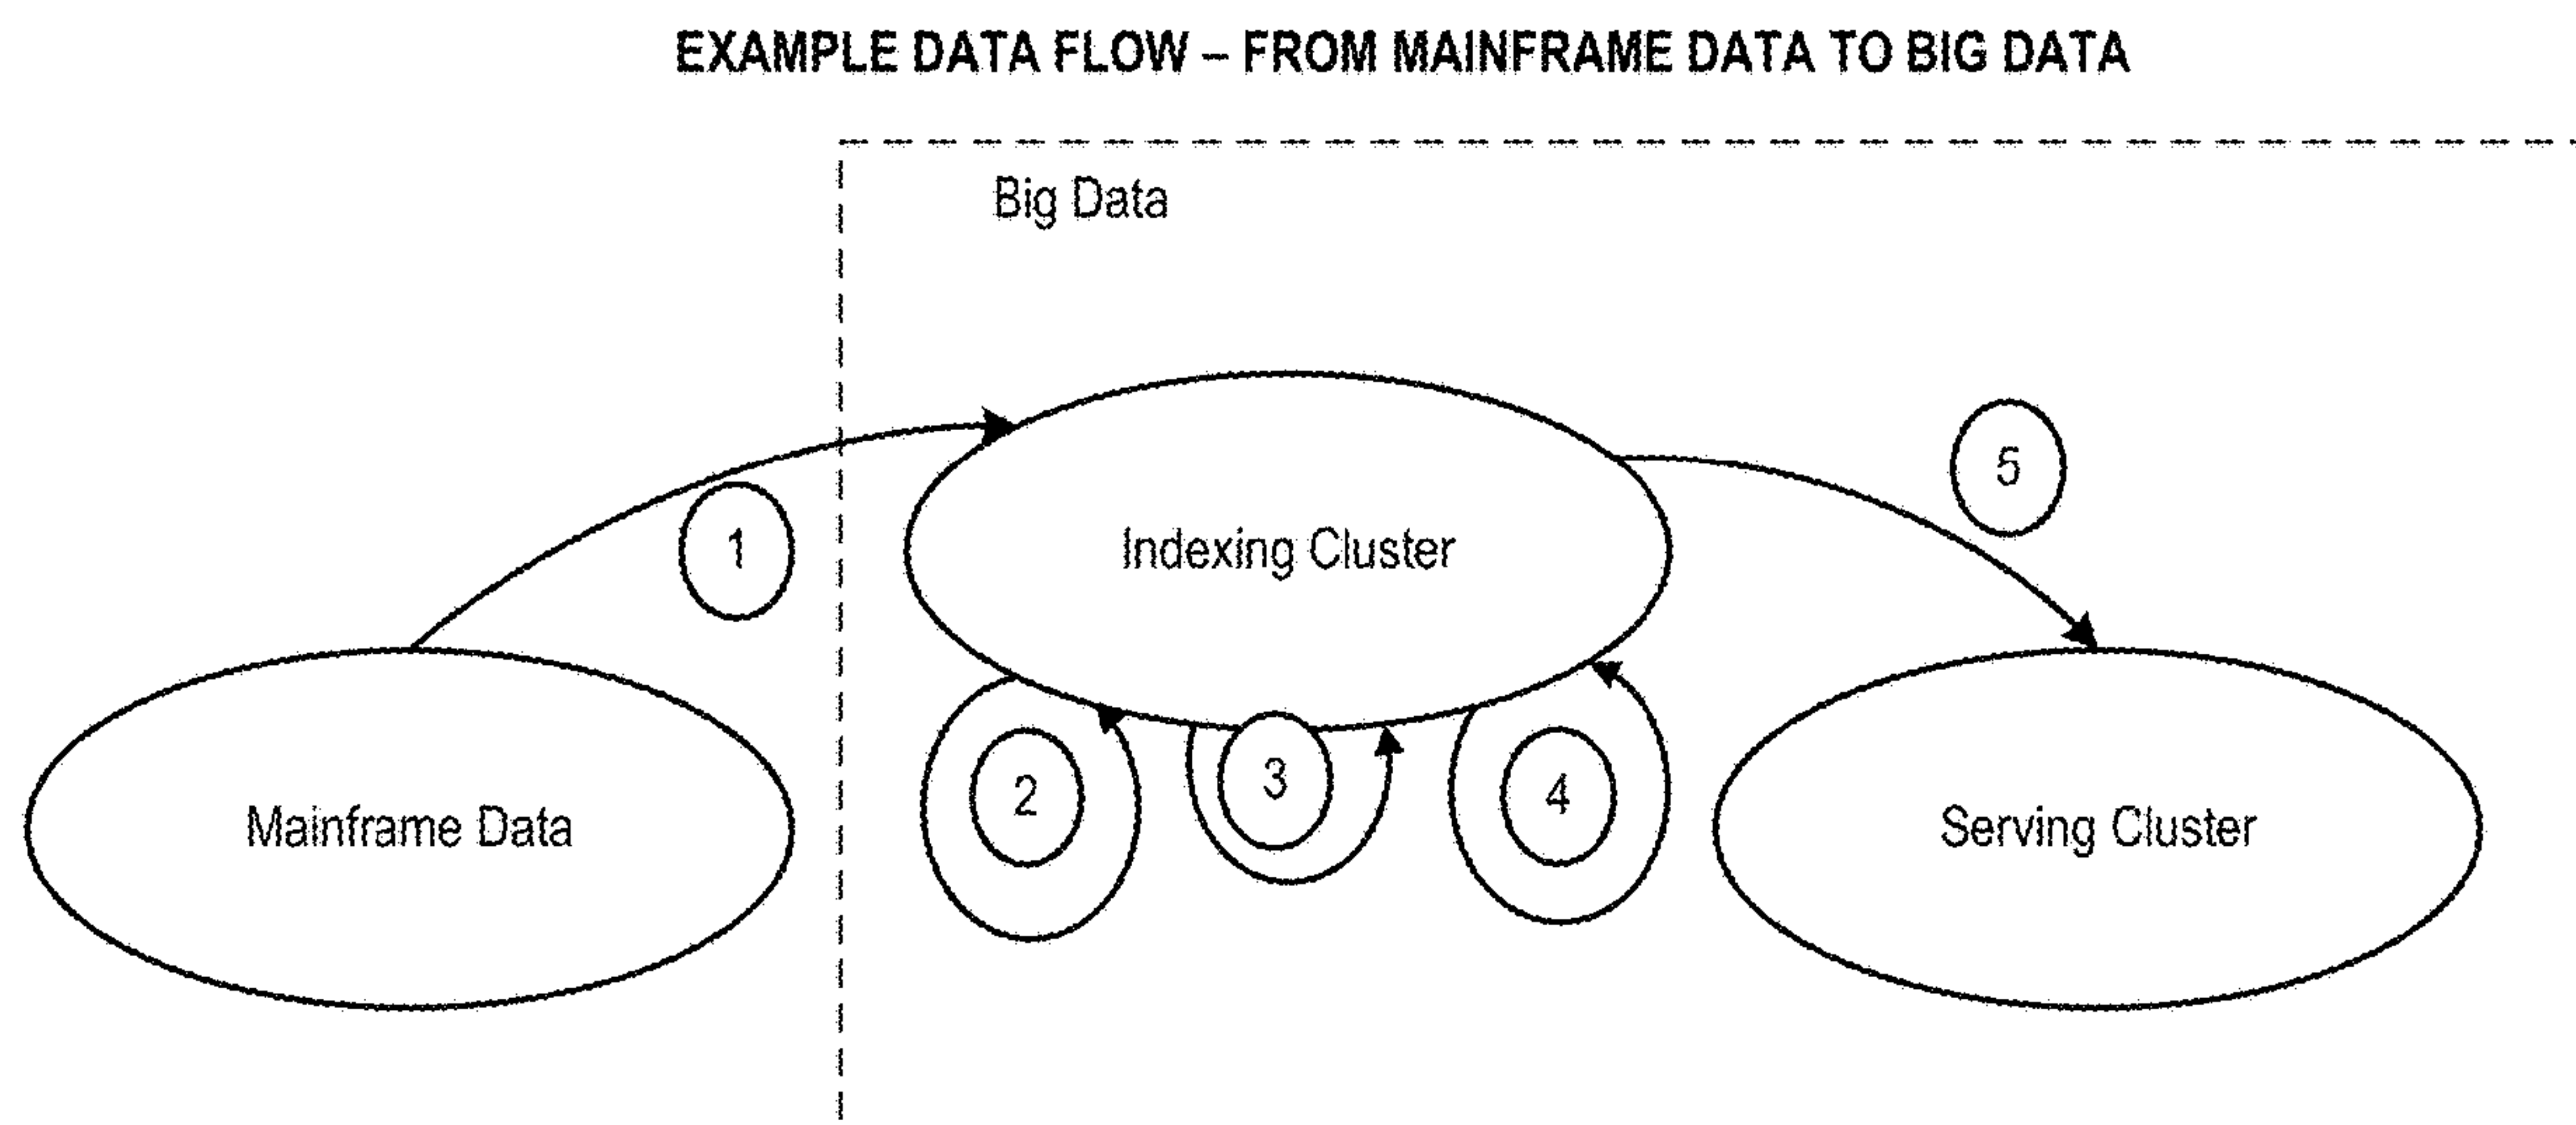 EXAMPLE DATA FLOW – FROM MAINFRAME DATA TO BIG DATA
Big Data
5
1
Indexing Cluster
2
3
4
Mainframe Data
Serving Cluster